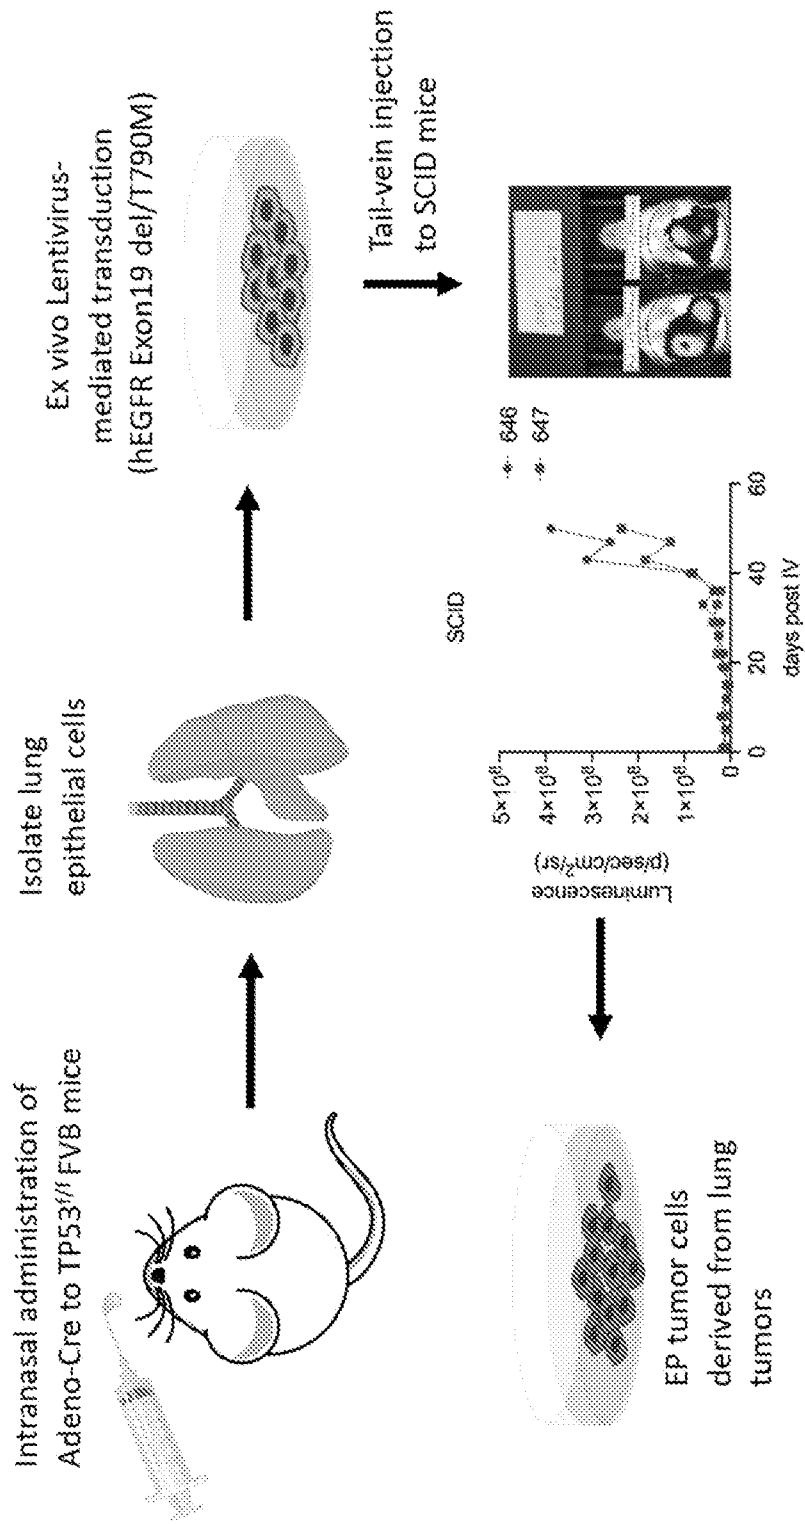 Intranasal administration of
Adeno-Cre to TP53f/f FVB mice
Isolate lung
epithelial cells
Ex vivo Lentivirus-
mediated transduction
(hEGFR Exon19 del/T790M)
Tail-vein injection
to SCID mice
SCID
646
647
Luminescence
(p/sec/cm²/sr)
5×10⁸
4×10⁸
3×10⁸
2×10⁸
1×10⁸
0
0 20 40 60
days post IV
EP tumor cells
derived from lung
tumors